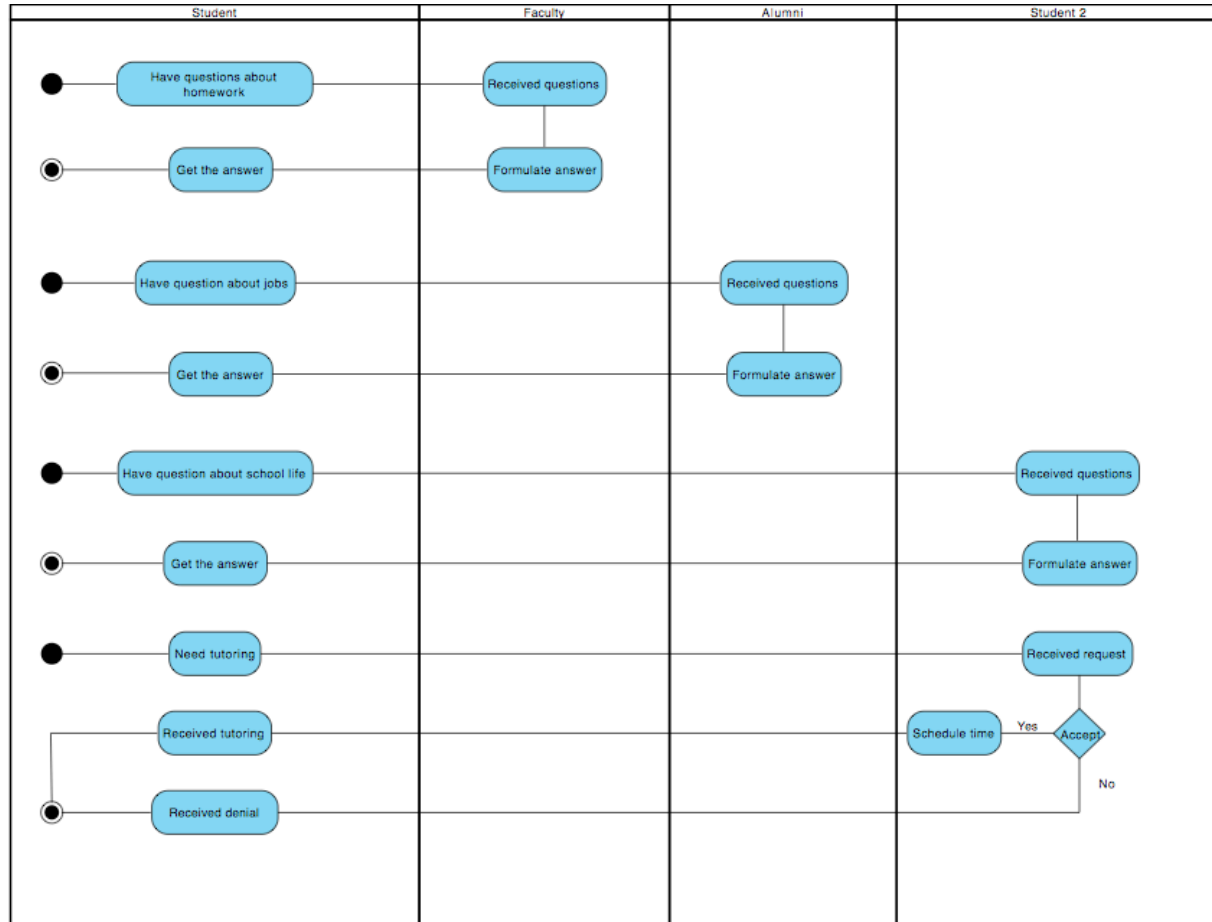 Student
Faculty
Alumni
Student 2
Have questions about
homework
Received questions
Get the answer
Formulate answer
Have question about jobs
Received questions
Get the answer
Formulate answer
Have question about school life
Received questions
Get the answer
Formulate answer
Need tutoring
Received request
Received tutoring
Schedule time
Yes
Accept
No
Received denial